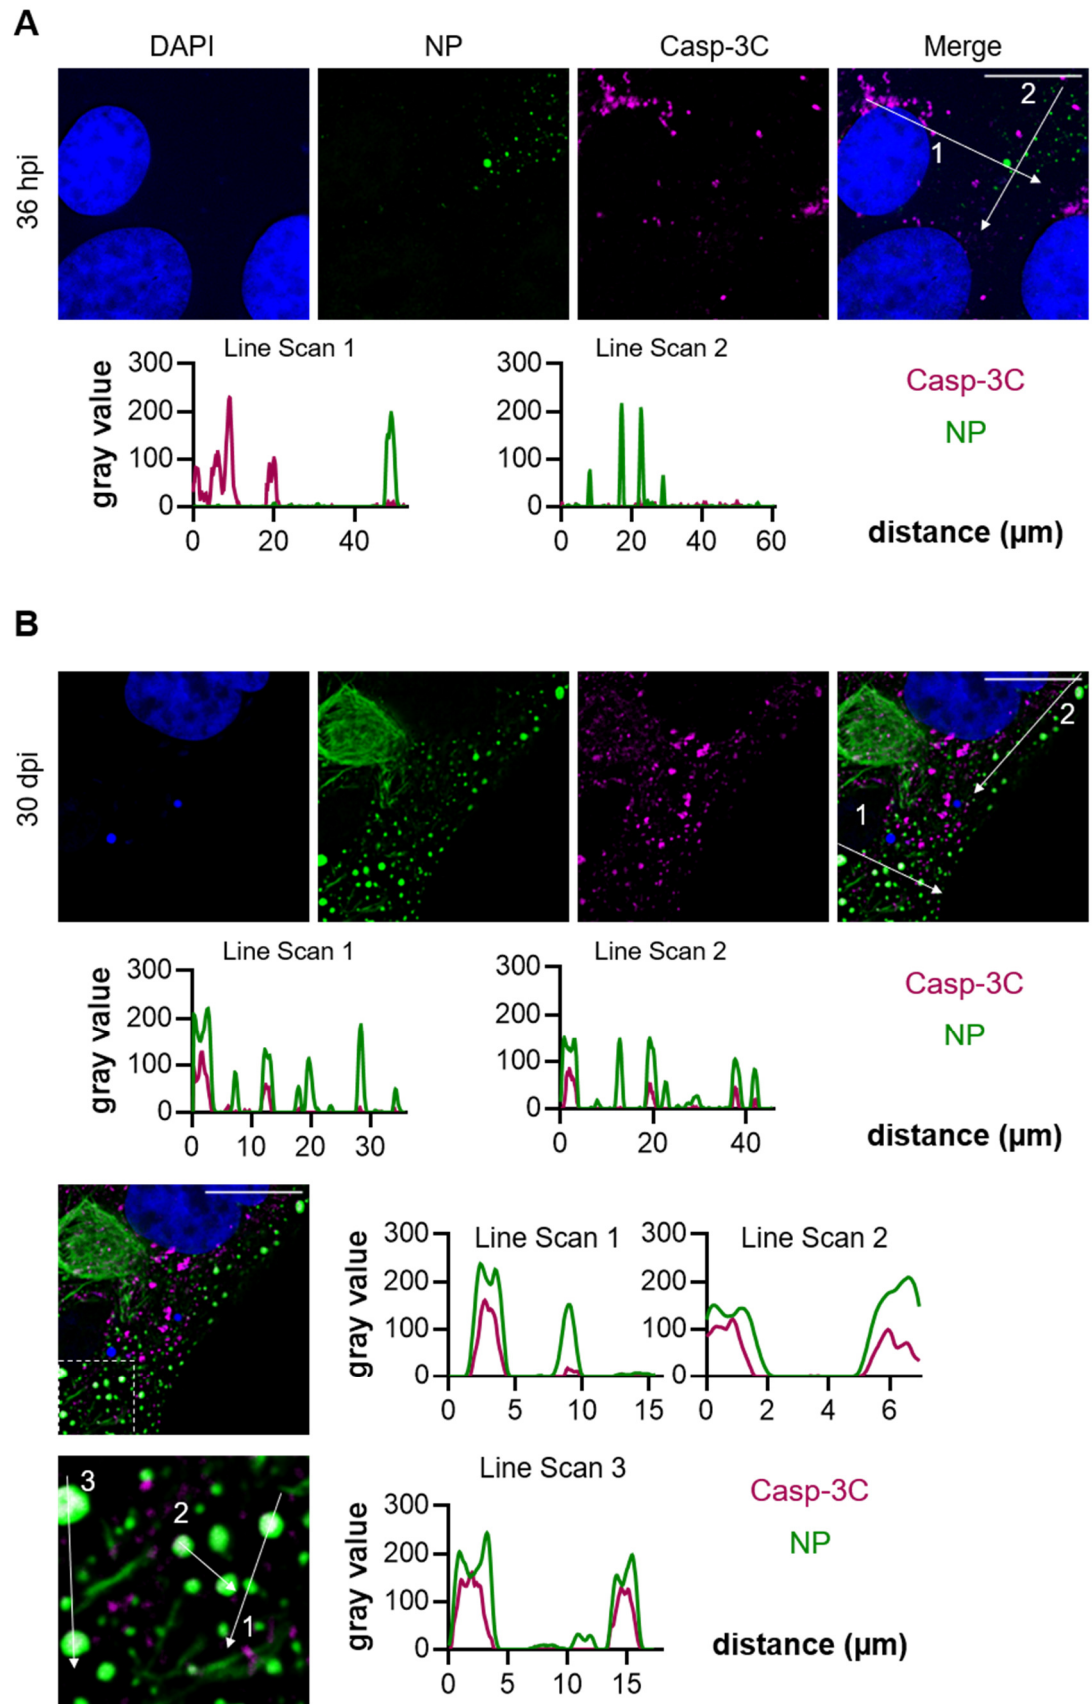 A
DAPI NP Casp-3C Merge
36 hpi
1 2
Line Scan 1 Line Scan 2
gray value
300 200 100 0
0 20 40
300 200 100 0
0 20 40 60
Casp-3C
NP
distance (µm)
B
30 dpi
1 2
Line Scan 1 Line Scan 2
gray value
300 200 100 0
0 10 20 30
300 200 100 0
0 20 40
Casp-3C
NP
distance (µm)
Line Scan 1 Line Scan 2
gray value
300 200 100 0
0 5 10 15
300 200 100 0
0 2 4 6
3 2 1
Line Scan 3
gray value
300 200 100 0
0 5 10 15
Casp-3C
NP
distance (µm)